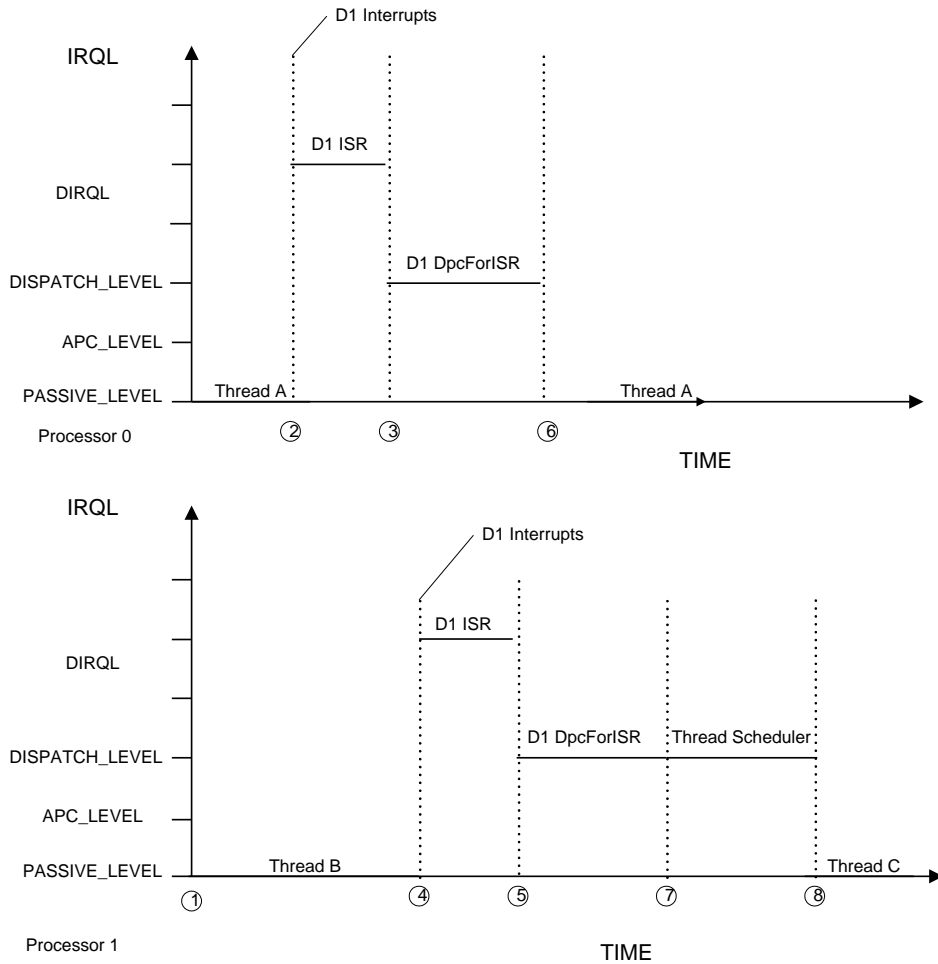 D1 Interrupts
IRQL
D1 ISR
DIRQL
D1 DpcForISR
DISPATCH_LEVEL
APC_LEVEL
PASSIVE_LEVEL
Thread A
Thread A
Processor 0
2
3
6
TIME
IRQL
D1 Interrupts
D1 ISR
DIRQL
D1 DpcForISR
Thread Scheduler
DISPATCH_LEVEL
APC_LEVEL
PASSIVE_LEVEL
Thread B
Thread C
1
4
5
7
8
Processor 1
TIME